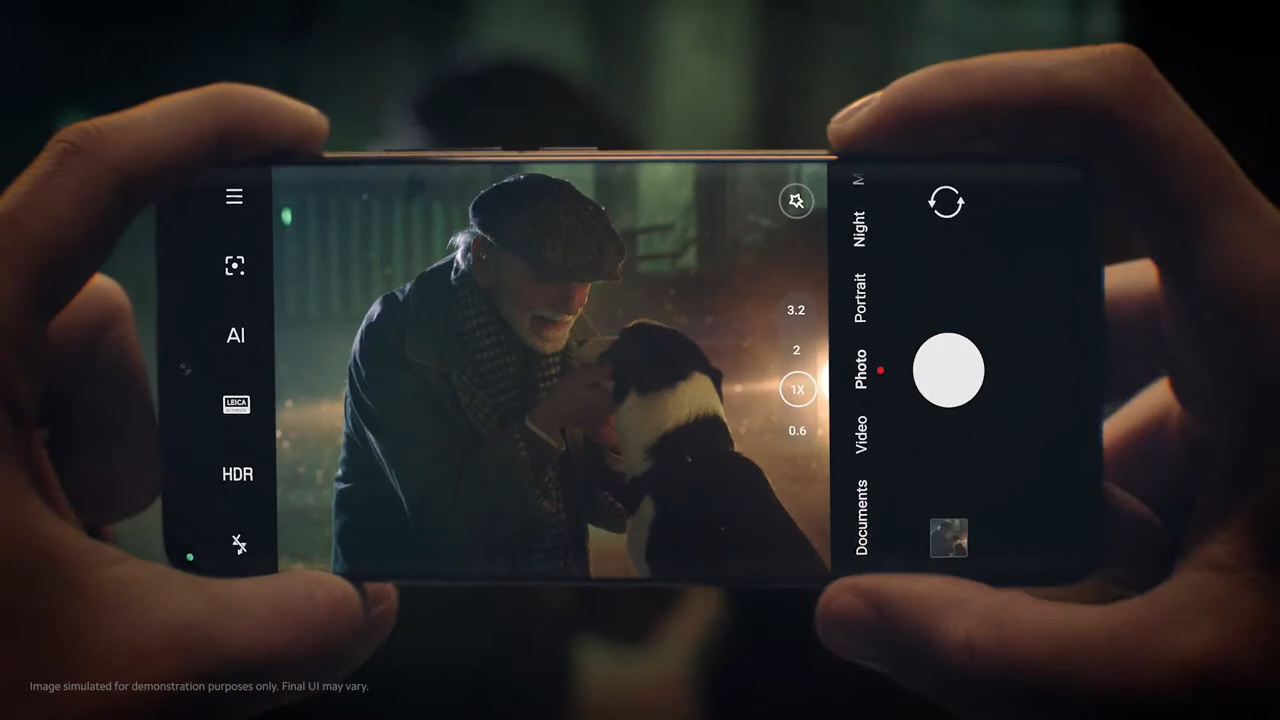 AI
LEICA
AUTHENTIC
HDR
3.2
2
1X
0.6
M
Night
Portrait
Photo
Video
Documents
Image simulated for demonstration purposes only. Final UI may vary.